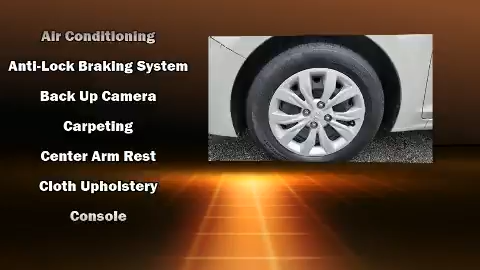 Air Conditioning
Anti-Lock Braking System
Back Up Camera
Carpeting
Center Arm Rest
Cloth Upholstery
Console